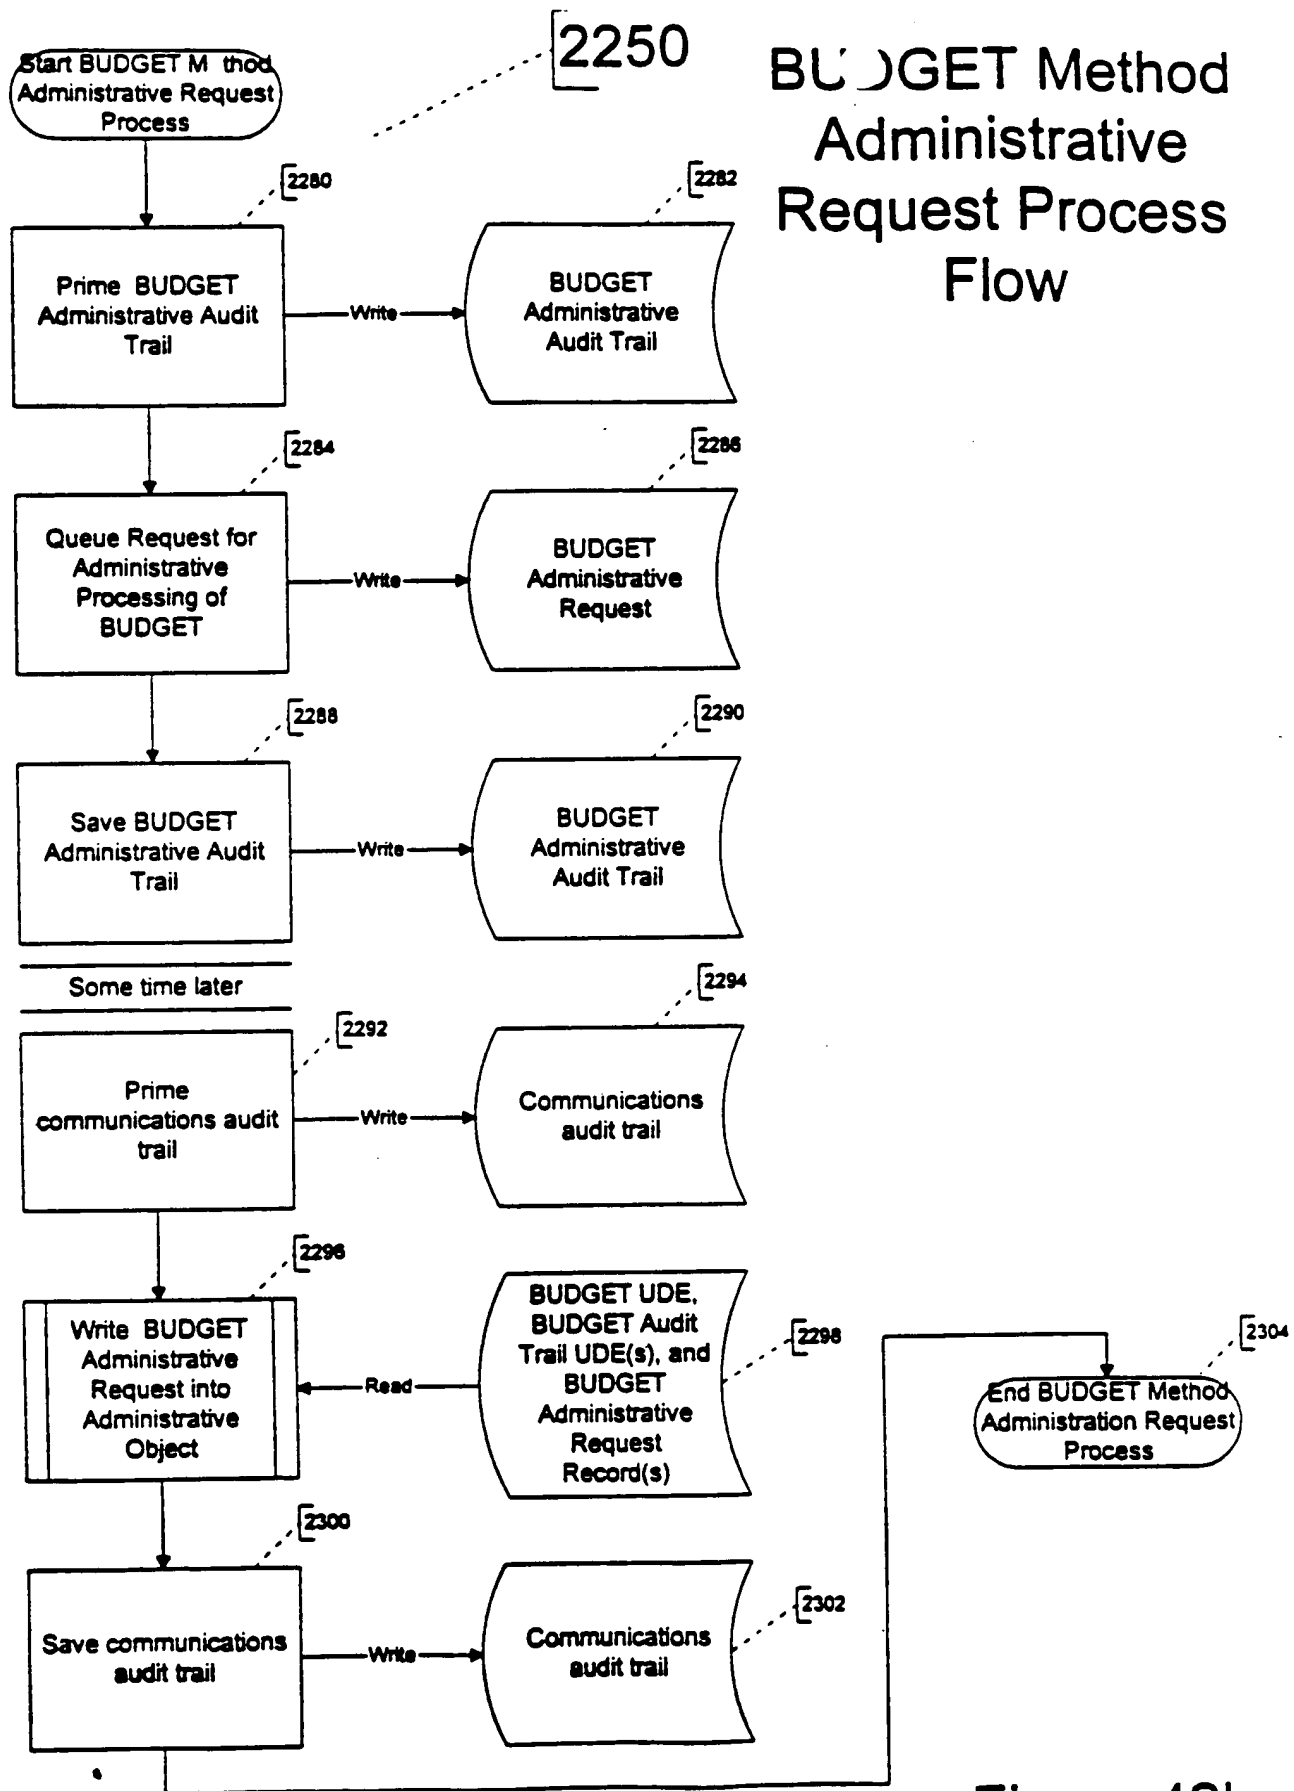 2250
BUDGET Method
Administrative
Request Process
Flow
Start BUDGET M thod
Administrative Request
Process
2280
Prime BUDGET
Administrative Audit
Trail
Write
2282
BUDGET
Administrative
Audit Trail
2284
Queue Request for
Administrative
Processing of
BUDGET
Write
2286
BUDGET
Administrative
Request
2288
Save BUDGET
Administrative Audit
Trail
Write
2290
BUDGET
Administrative
Audit Trail
Some time later
2292
Prime
communications audit
trail
Write
2294
Communications
audit trail
2296
Write BUDGET
Administrative
Request into
Administrative
Object
Read
BUDGET UDE,
BUDGET Audit
Trail UDE(s), and
BUDGET
Administrative
Request
Record(s)
2298
2300
Save communications
audit trail
Write
Communications
audit trail
2302
2304
End BUDGET Method
Administration Request
Process